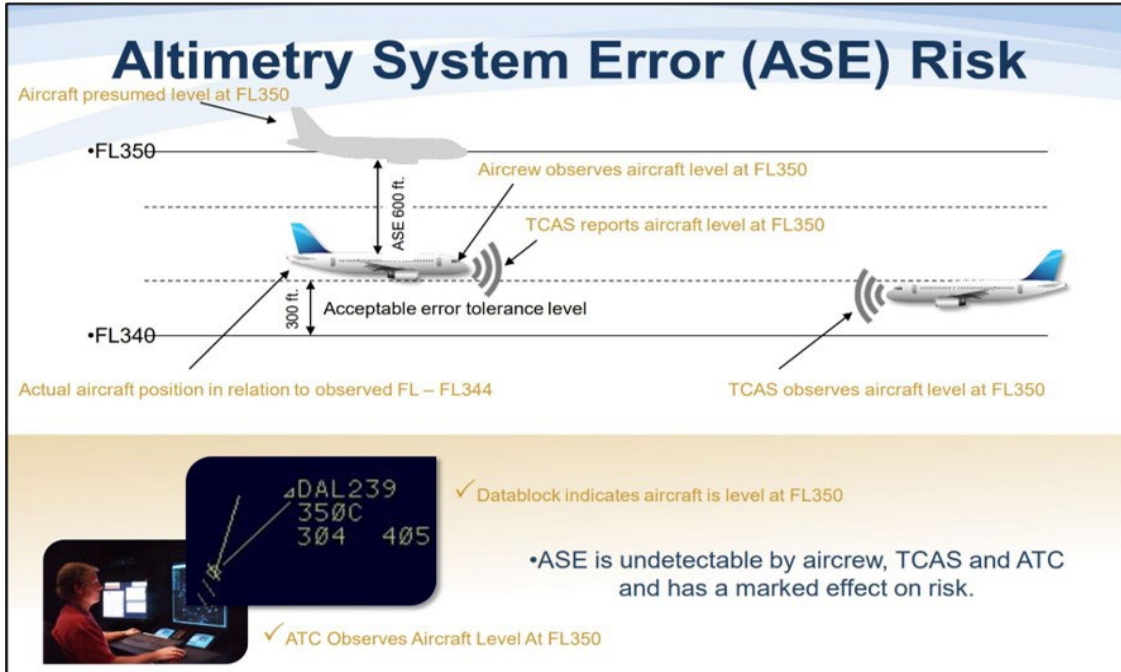 Altimetry System Error (ASE) Risk
Aircraft presumed level at FL350
•FL350
Aircrew observes aircraft level at FL350
ASE 600 ft.
TCAS reports aircraft level at FL350
300 ft.
Acceptable error tolerance level
•FL340
Actual aircraft position in relation to observed FL – FL344
TCAS observes aircraft level at FL350
DAL239
350C
304 405
✓ Datablock indicates aircraft is level at FL350
•ASE is undetectable by aircrew, TCAS and ATC
and has a marked effect on risk.
✓ ATC Observes Aircraft Level At FL350